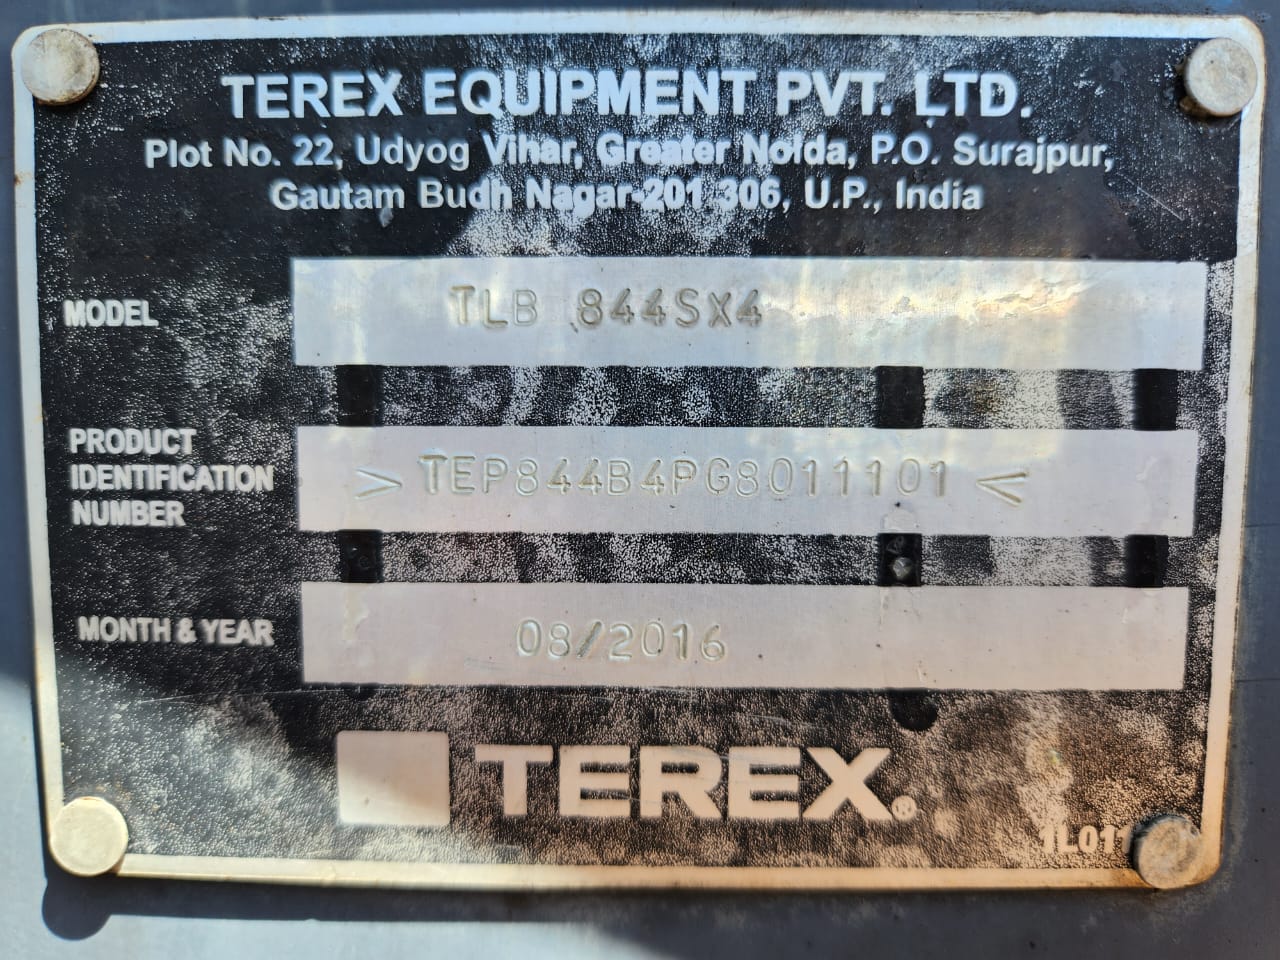 TEREX EQUIPMENT PVT. LTD.
Plot No. 22, Udyog Vihar, Greater Noida, P.O. Surajpur,
Gautam Budh Nagar-201 306, U.P., India
MODEL
TLB 844SX4
PRODUCT
IDENTIFICATION
NUMBER
> TEP844B4PG8011101 <
MONTH & YEAR
08/2016
TEREX®